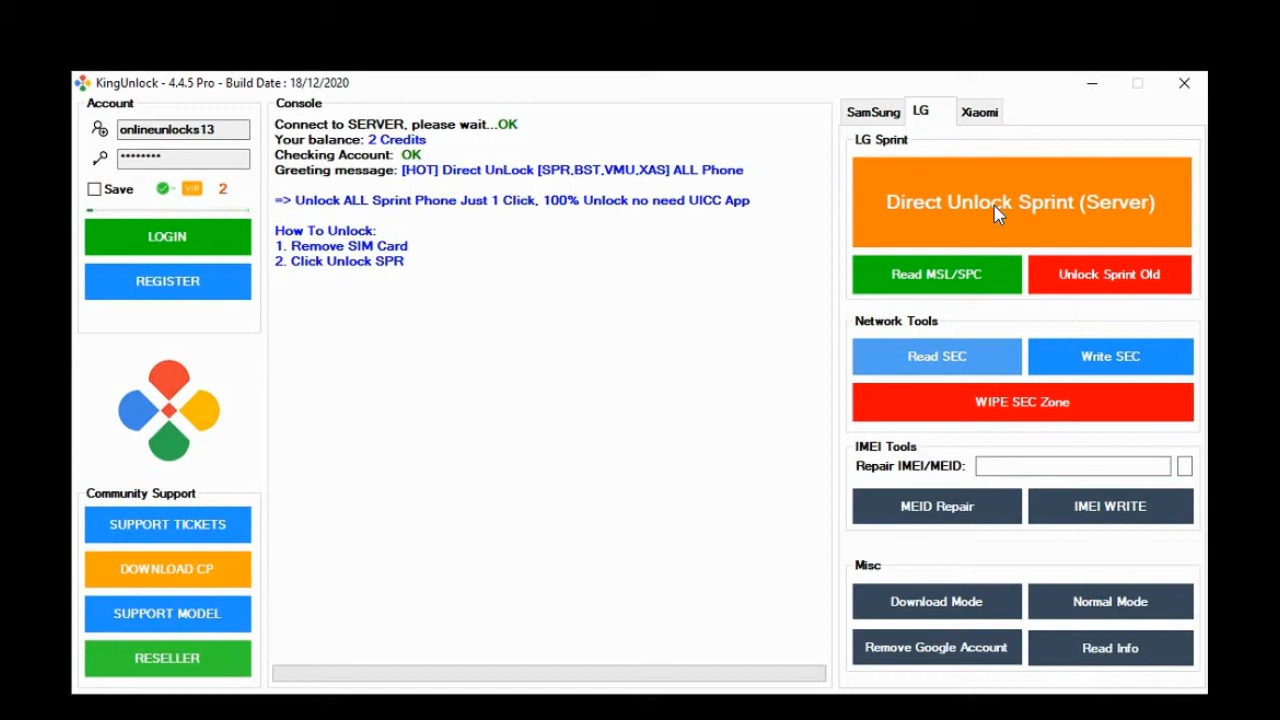 KingUnlock - 4.4.5 Pro - Build Date : 18/12/2020
Account
onlineunlocks13
********
Save
VIP
2
LOGIN
REGISTER
Community Support
SUPPORT TICKETS
DOWNLOAD CP
SUPPORT MODEL
RESELLER
Console
Connect to SERVER, please wait...OK
Your balance: 2 Credits
Checking Account: OK
Greeting message: [HOT] Direct UnLock [SPR,BST,VMU,XAS] ALL Phone
=> Unlock ALL Sprint Phone Just 1 Click, 100% Unlock no need UICC App
How To Unlock:
1. Remove SIM Card
2. Click Unlock SPR
SamSung
LG
Xiaomi
LG Sprint
Direct Unlock Sprint (Server)
Read MSL/SPC
Unlock Sprint Old
Network Tools
Read SEC
Write SEC
WIPE SEC Zone
IMEI Tools
Repair IMEI/MEID:
MEID Repair
IMEI WRITE
Misc
Download Mode
Normal Mode
Remove Google Account
Read Info